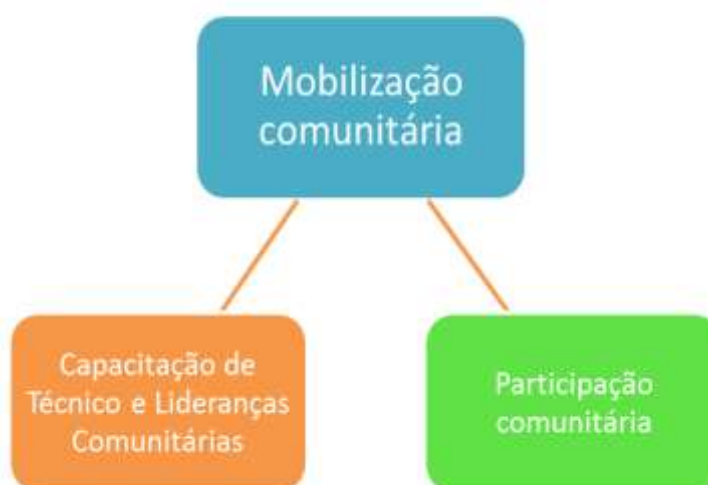 Mobilização
comunitária
Capacitação de
Técnico e Lideranças
Comunitárias
Participação
comunitária